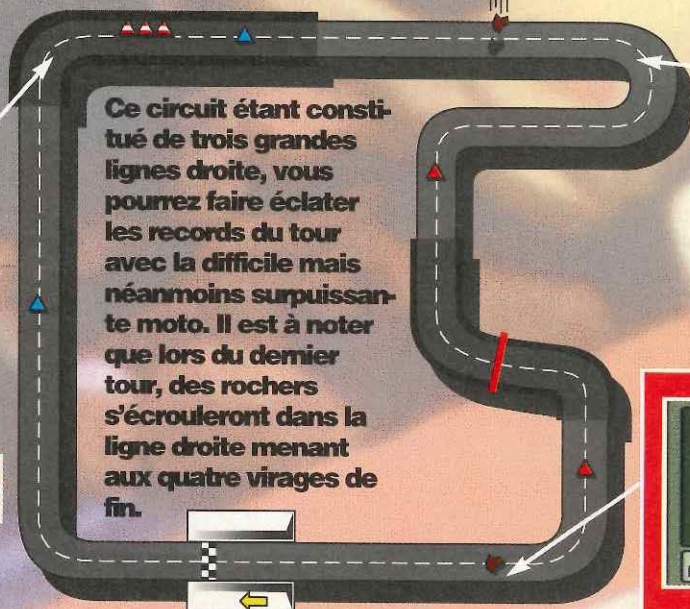 Ce circuit étant consti-
tué de trois grandes
lignes droite, vous
pourrez faire éclater
les records du tour
avec la difficile mais
néanmoins surpuissan-
te moto. Il est à noter
que lors du dernier
tour, des rochers
s'écrouleront dans la
ligne droite menant
aux quatre virages de
fin.